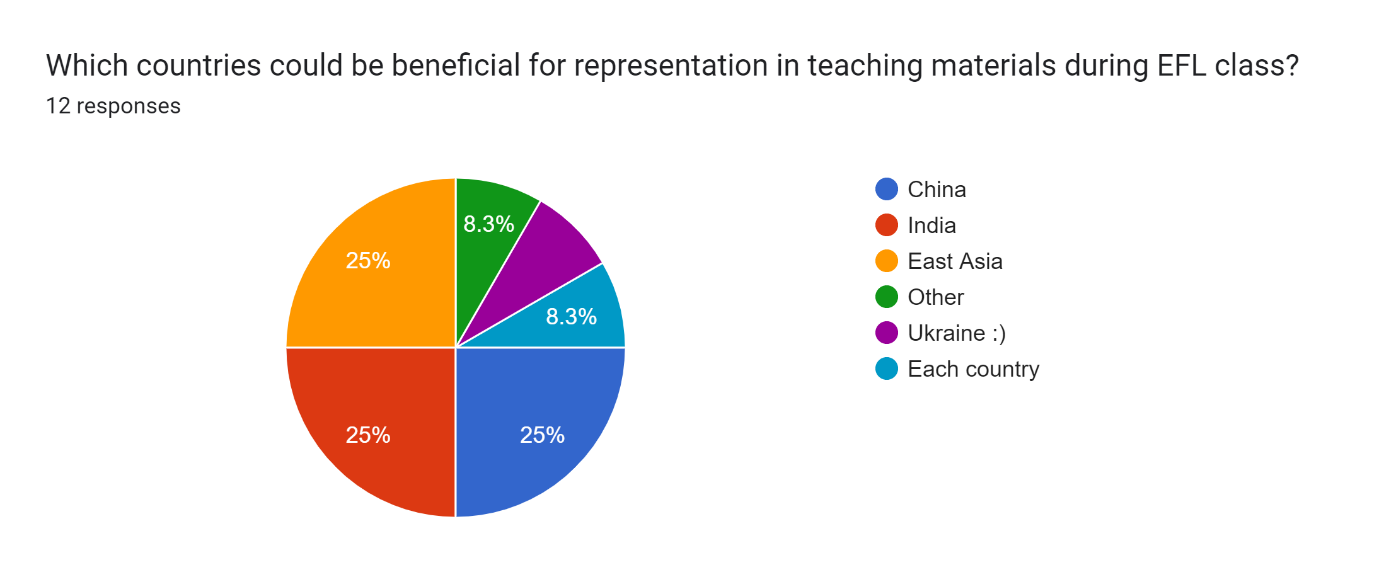 Which countries could be beneficial for representation in teaching materials during EFL class?
12 responses
8.3%
25%
8.3%
25%
25%
China
India
East Asia
Other
Ukraine :)
Each country